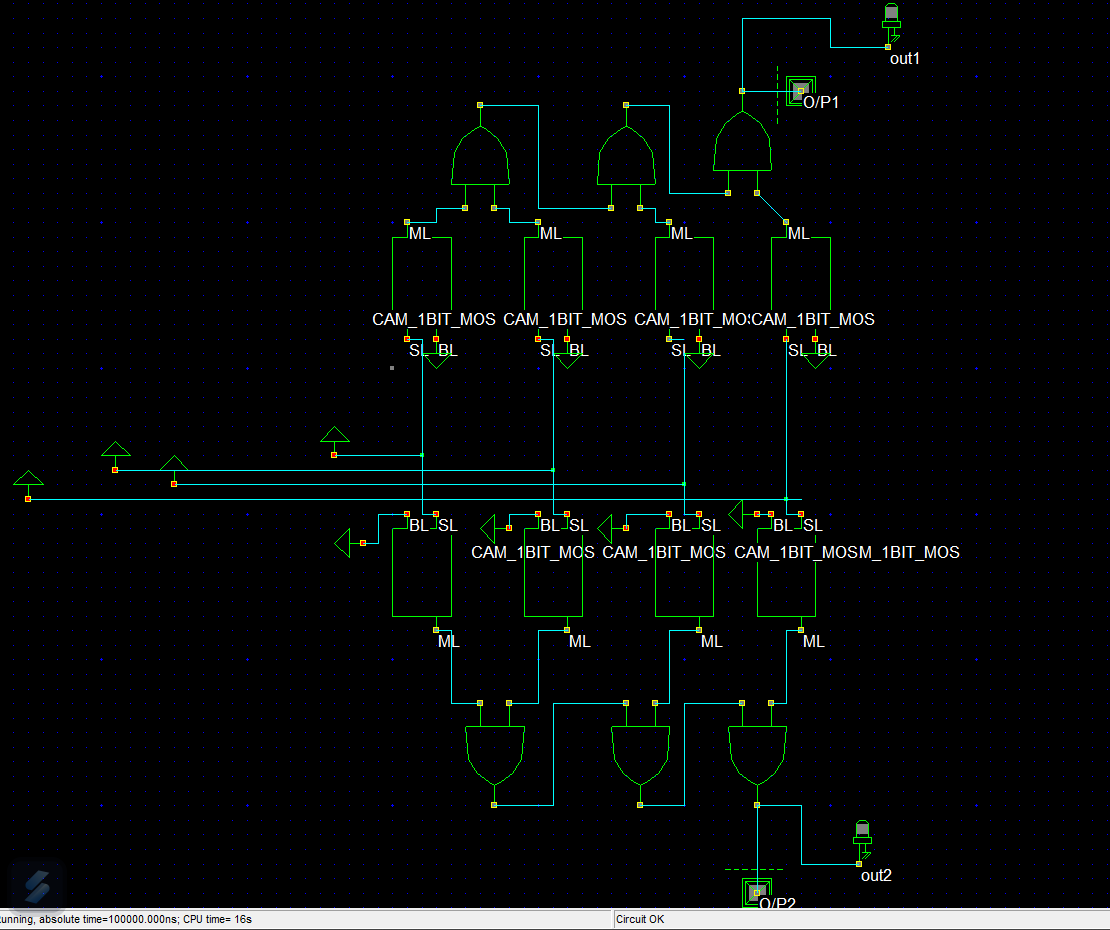 out1
O/P1
ML ML ML ML
CAM_1BIT_MOS CAM_1BIT_MOS CAM_1BIT_MOS CAM_1BIT_MOS
SL BL SL BL SL BL SL BL
BL SL BL SL BL SL BL SL
CAM_1BIT_MOS CAM_1BIT_MOS CAM_1BIT_MOSM_1BIT_MOS
ML ML ML ML
out2
O/P2
unning, absolute time=100000.000ns; CPU time= 16s
Circuit OK